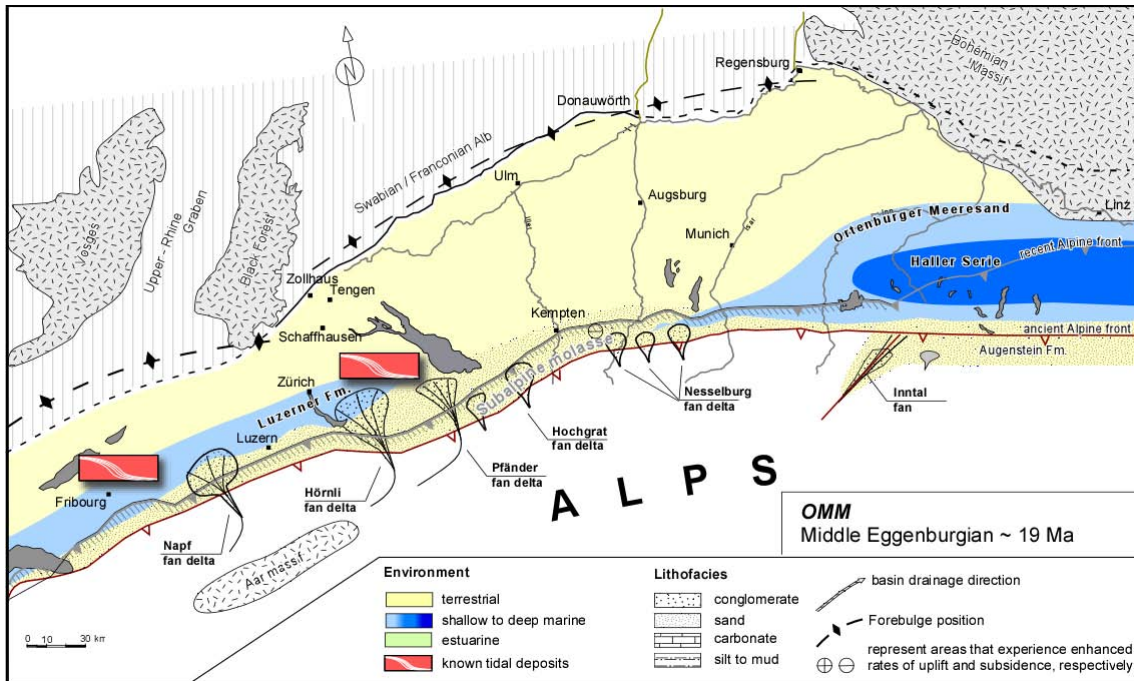 Bohemian
Massif
Regensburg
Donauwörth
Swabian / Franconian Alb
Ulm
Augsburg
Munich
Iller
Isar
Linz
Ortenburger Meeresand
recent Alpine front
Haller Serie
Vosges
Upper - Rhine
Graben
Black Forest
Zollhaus
Tengen
Schaffhausen
Kempten
ancient Alpine front
Augenstein Fm.
Subalpine molasse
Zürich
Luzerner Fm.
Luzern
Fribourg
Nesselburg
fan delta
Inntal
fan
Hochgrat
fan delta
Pfänder
fan delta
Hörnli
fan delta
Napf
fan delta
Aar massif
ALPS
N
OMM
Middle Eggenburgian ~ 19 Ma
Environment
terrestrial
shallow to deep marine
estuarine
known tidal deposits
Lithofacies
conglomerate
sand
carbonate
silt to mud
basin drainage direction
Forebulge position
represent areas that experience enhanced
rates of uplift and subsidence, respectively
0 10 30 km